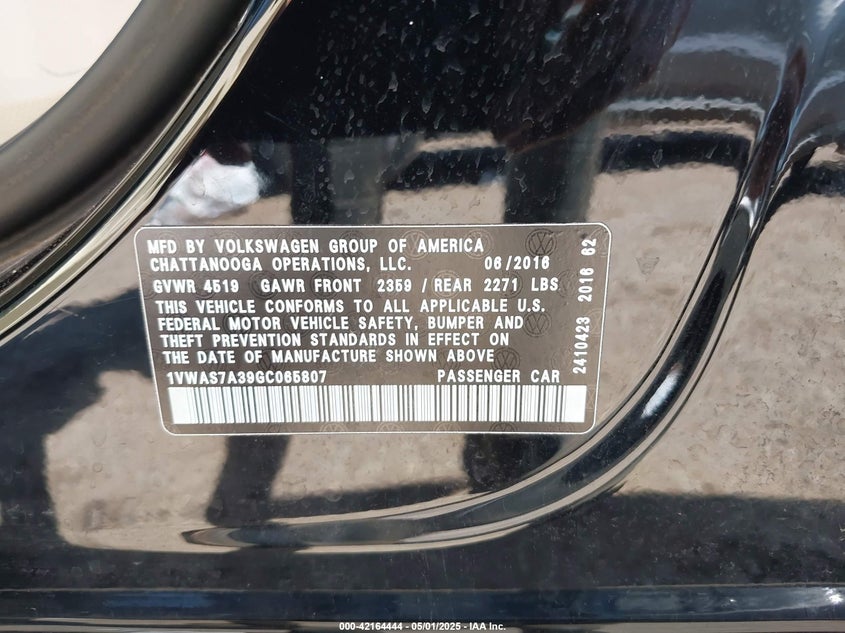 MFD BY VOLKSWAGEN GROUP OF AMERICA
CHATTANOOGA OPERATIONS, LLC. 06/2016
GVWR 4519 GAWR FRONT 2359 / REAR 2271 LBS
THIS VEHICLE CONFORMS TO ALL APPLICABLE U.S.
FEDERAL MOTOR VEHICLE SAFETY, BUMPER AND
THEFT PREVENTION STANDARDS IN EFFECT ON
THE DATE OF MANUFACTURE SHOWN ABOVE
1VWAS7A39GC065807 PASSENGER CAR
2410423 2016 62
000-42164444 - 05/01/2025 - IAA Inc.